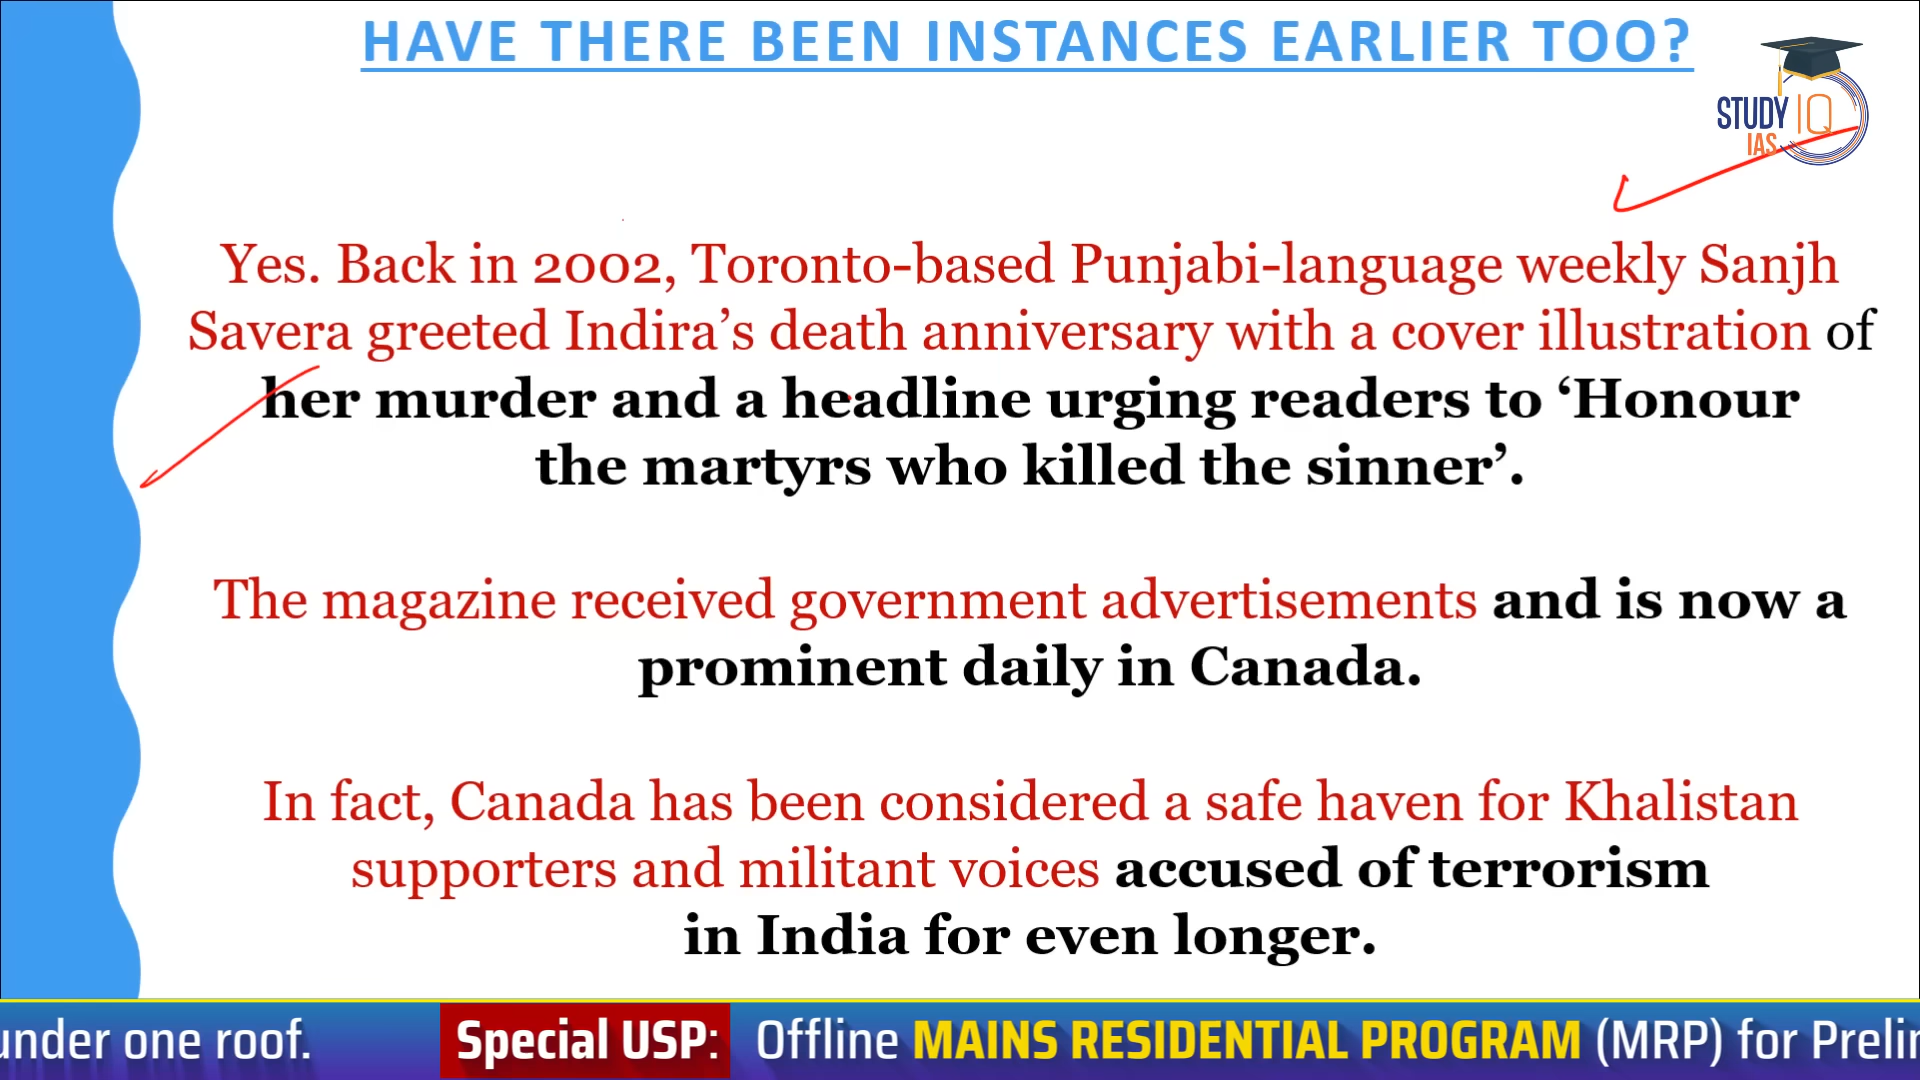 HAVE THERE BEEN INSTANCES EARLIER TOO?
STUDY IQ
IAS
Yes. Back in 2002, Toronto-based Punjabi-language weekly Sanjh
Savera greeted Indira’s death anniversary with a cover illustration of
her murder and a headline urging readers to ‘Honour
the martyrs who killed the sinner’.
The magazine received government advertisements and is now a
prominent daily in Canada.
In fact, Canada has been considered a safe haven for Khalistan
supporters and militant voices accused of terrorism
in India for even longer.
under one roof. Special USP: Offline MAINS RESIDENTIAL PROGRAM (MRP) for